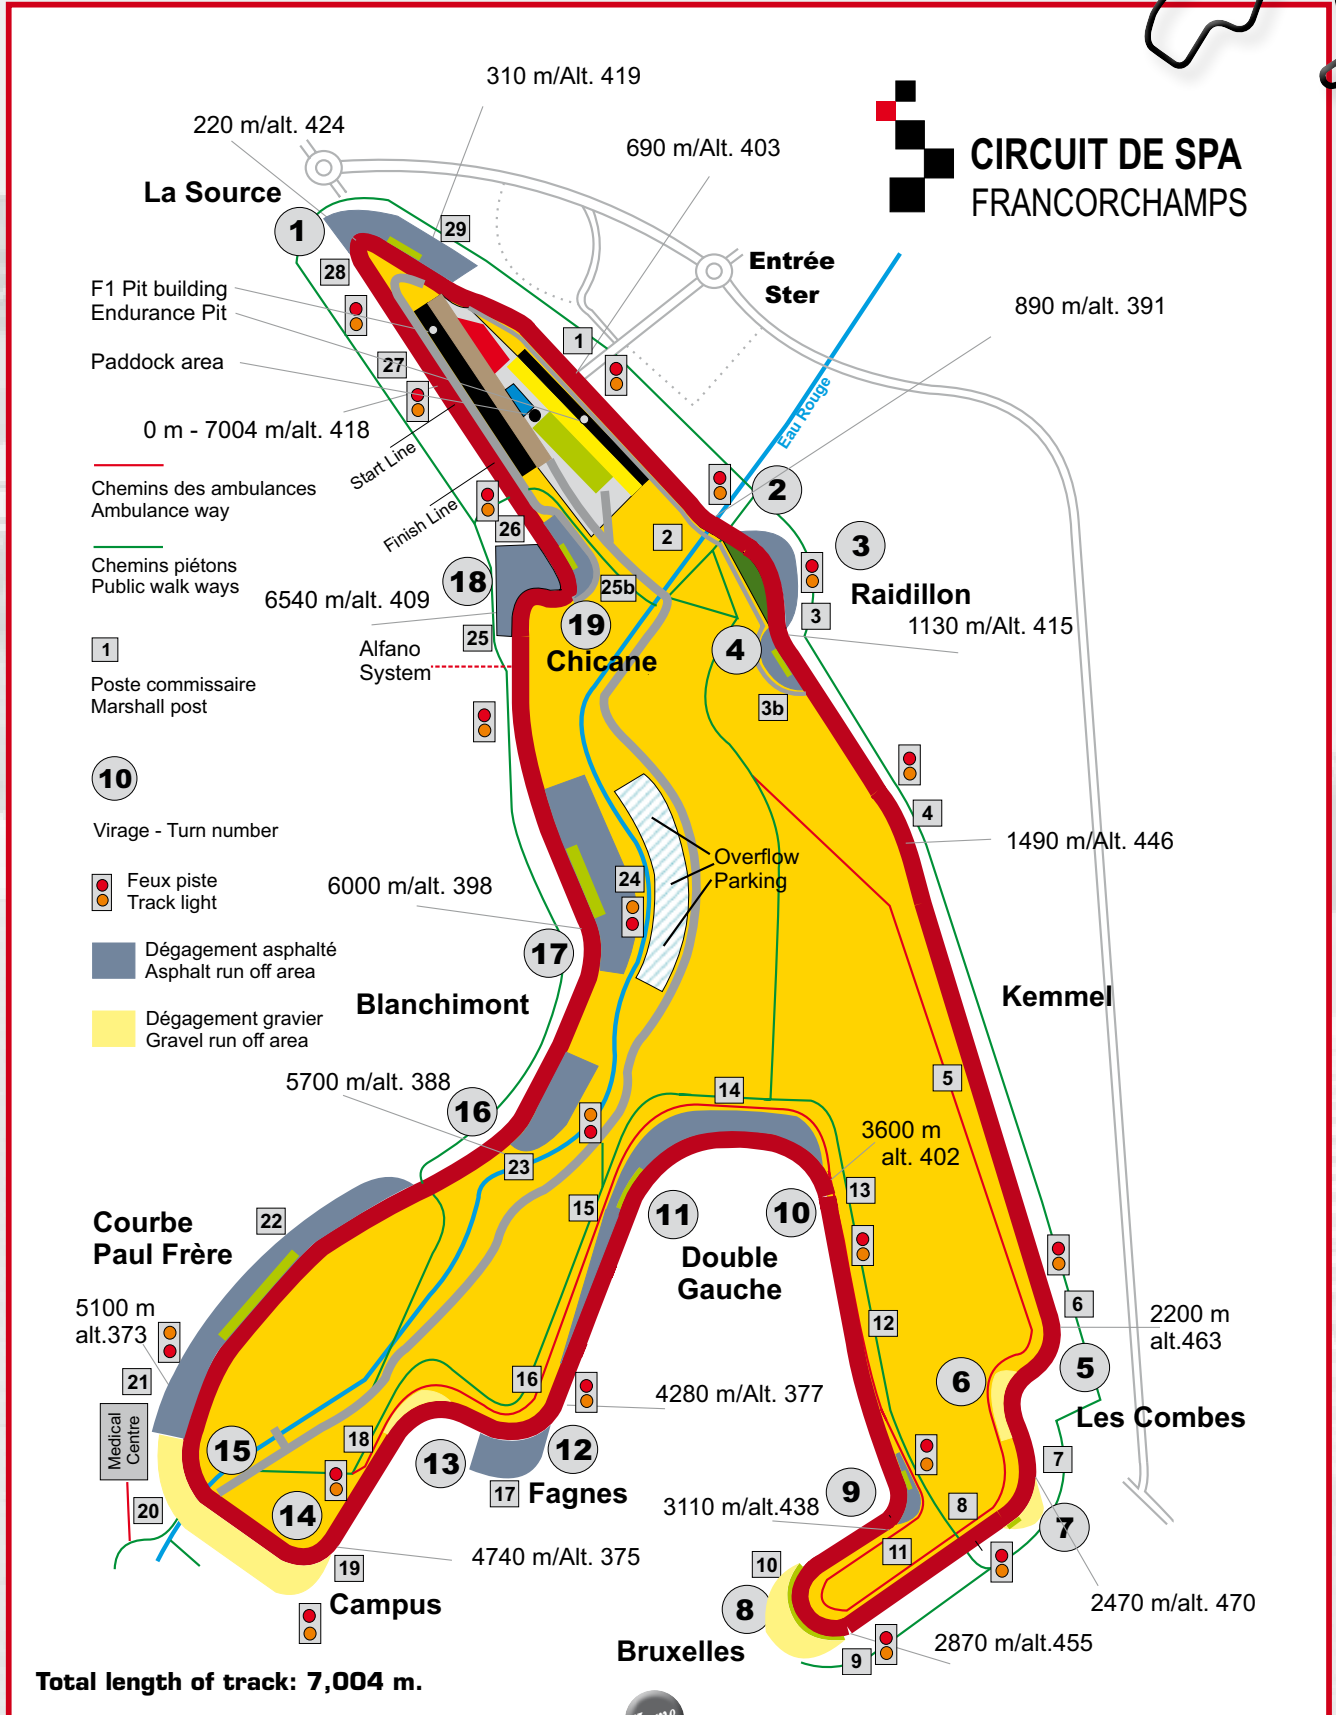 310 m/Alt. 419
220 m/alt. 424
690 m/Alt. 403
CIRCUIT DE SPA
FRANCORCHAMPS
La Source
1
29
28
Entrée
Ster
F1 Pit building
Endurance Pit
890 m/alt. 391
1
Paddock area
27
Eau Rouge
0 m - 7004 m/alt. 418
Start Line
Finish Line
Chemins des ambulances
Ambulance way
2
26
2
3
Chemins piétons
Public walk ways
18
25b
Raidillon
6540 m/alt. 409
3
1130 m/Alt. 415
19
25
4
Alfano
System
Chicane
1
Poste commissaire
Marshall post
3b
10
4
Virage - Turn number
1490 m/Alt. 446
Overflow
Parking
Feux piste
Track light
24
6000 m/alt. 398
17
Dégagement asphalté
Asphalt run off area
Blanchimont
Kemmel
Dégagement gravier
Gravel run off area
5700 m/alt. 388
5
14
16
3600 m
alt. 402
23
13
15
11
10
22
Courbe
Paul Frère
Double
Gauche
5100 m
alt.373
6
12
2200 m
alt.463
21
16
6
5
4280 m/Alt. 377
Les Combes
Medical
Centre
18
15
13
12
7
9
17
Fagnes
3110 m/alt.438
8
20
14
7
11
4740 m/Alt. 375
19
10
Campus
8
2470 m/alt. 470
Bruxelles
2870 m/alt.455
9
Total length of track: 7,004 m.